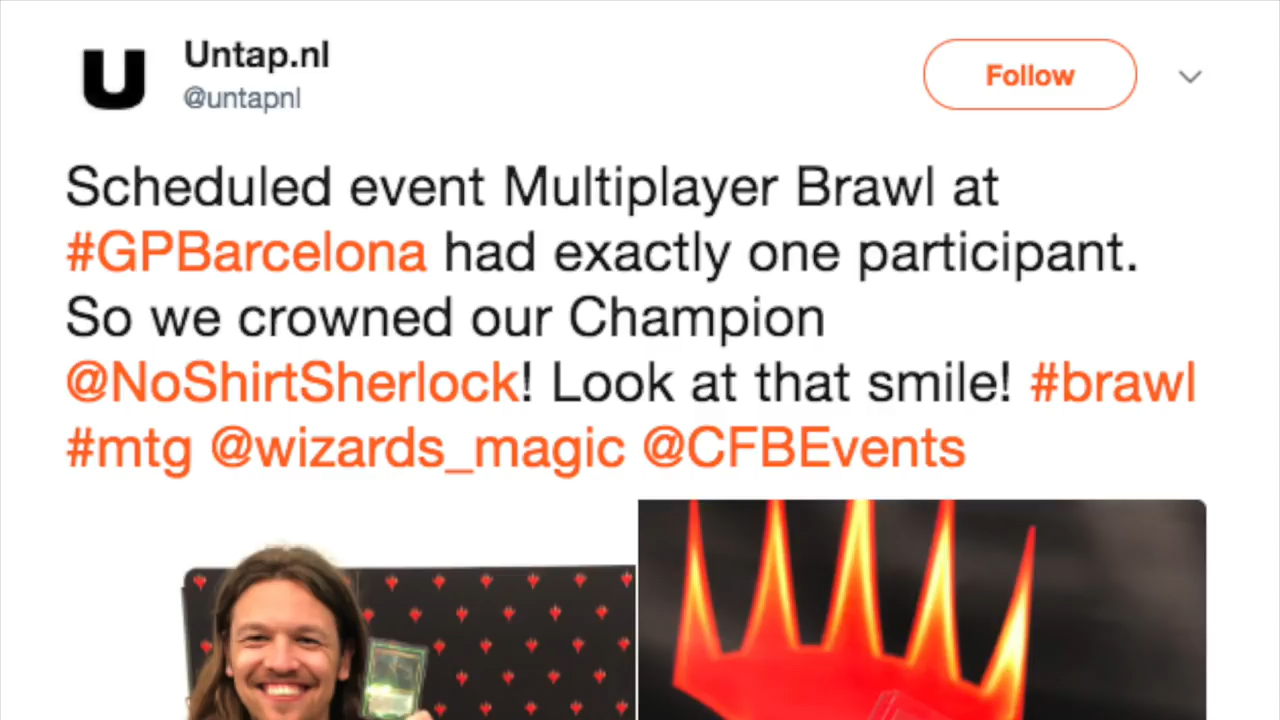 U
Untap.nl
@untapnl
Follow
Scheduled event Multiplayer Brawl at
#GPBarcelona had exactly one participant.
So we crowned our Champion
@NoShirtSherlock! Look at that smile! #brawl
#mtg @wizards_magic @CFBEvents